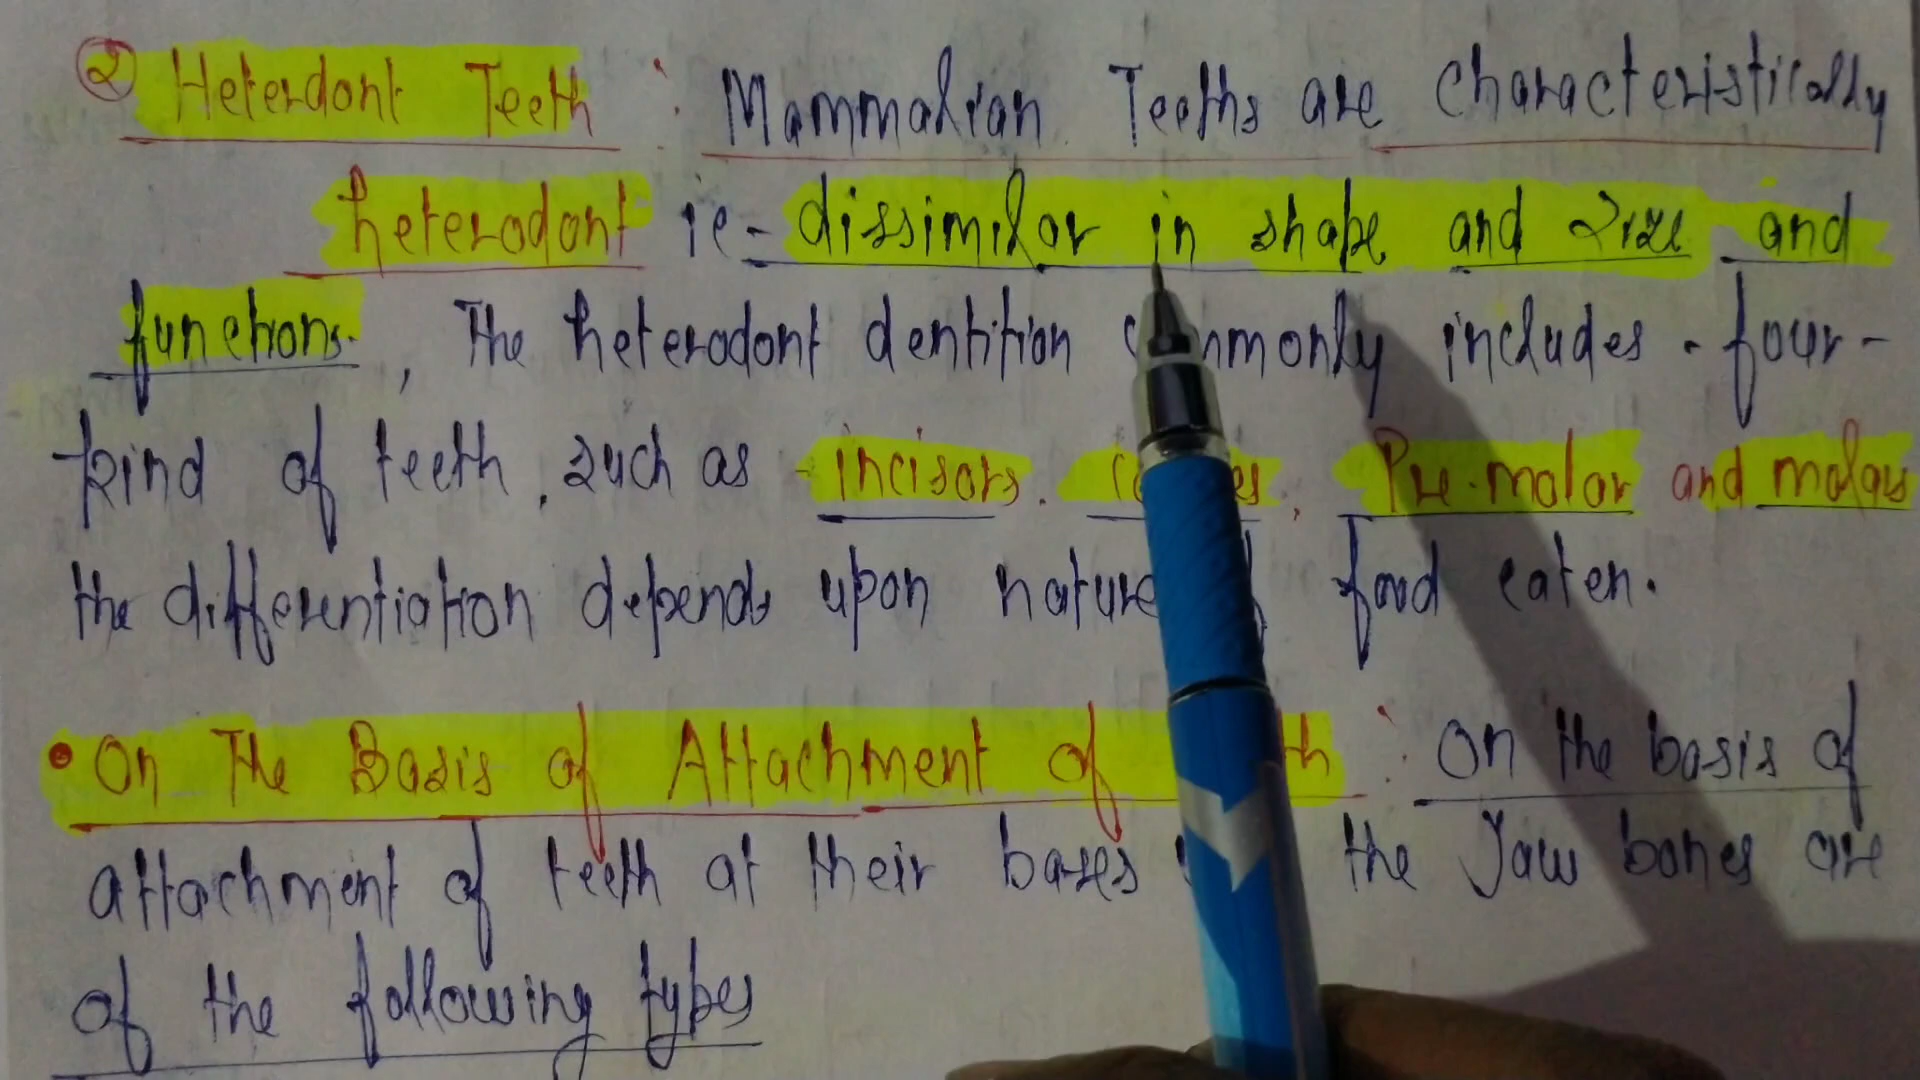 ② Heterdont Teeth : Mammalian Teeths are characteristically
heterodont ie- dissimilar in shape and size and
functions. , The heterodont dentition commonly includes - four-
kind of teeth, such as - incisors, , Pre-molar and molars
the differentiation depends upon nature food eaten.
• On The Basis of Attachment of : On the basis of
attachment of teeth at their bases the Jaw bones are
of the following types